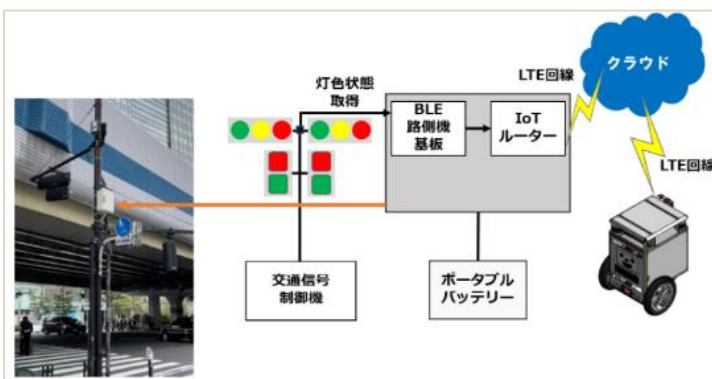 灯色状態
取得
LTE回線
クラウド
BLE
路側機
基板
IoT
ルーター
LTE回線
交通信号
制御機
ポータブル
バッテリー